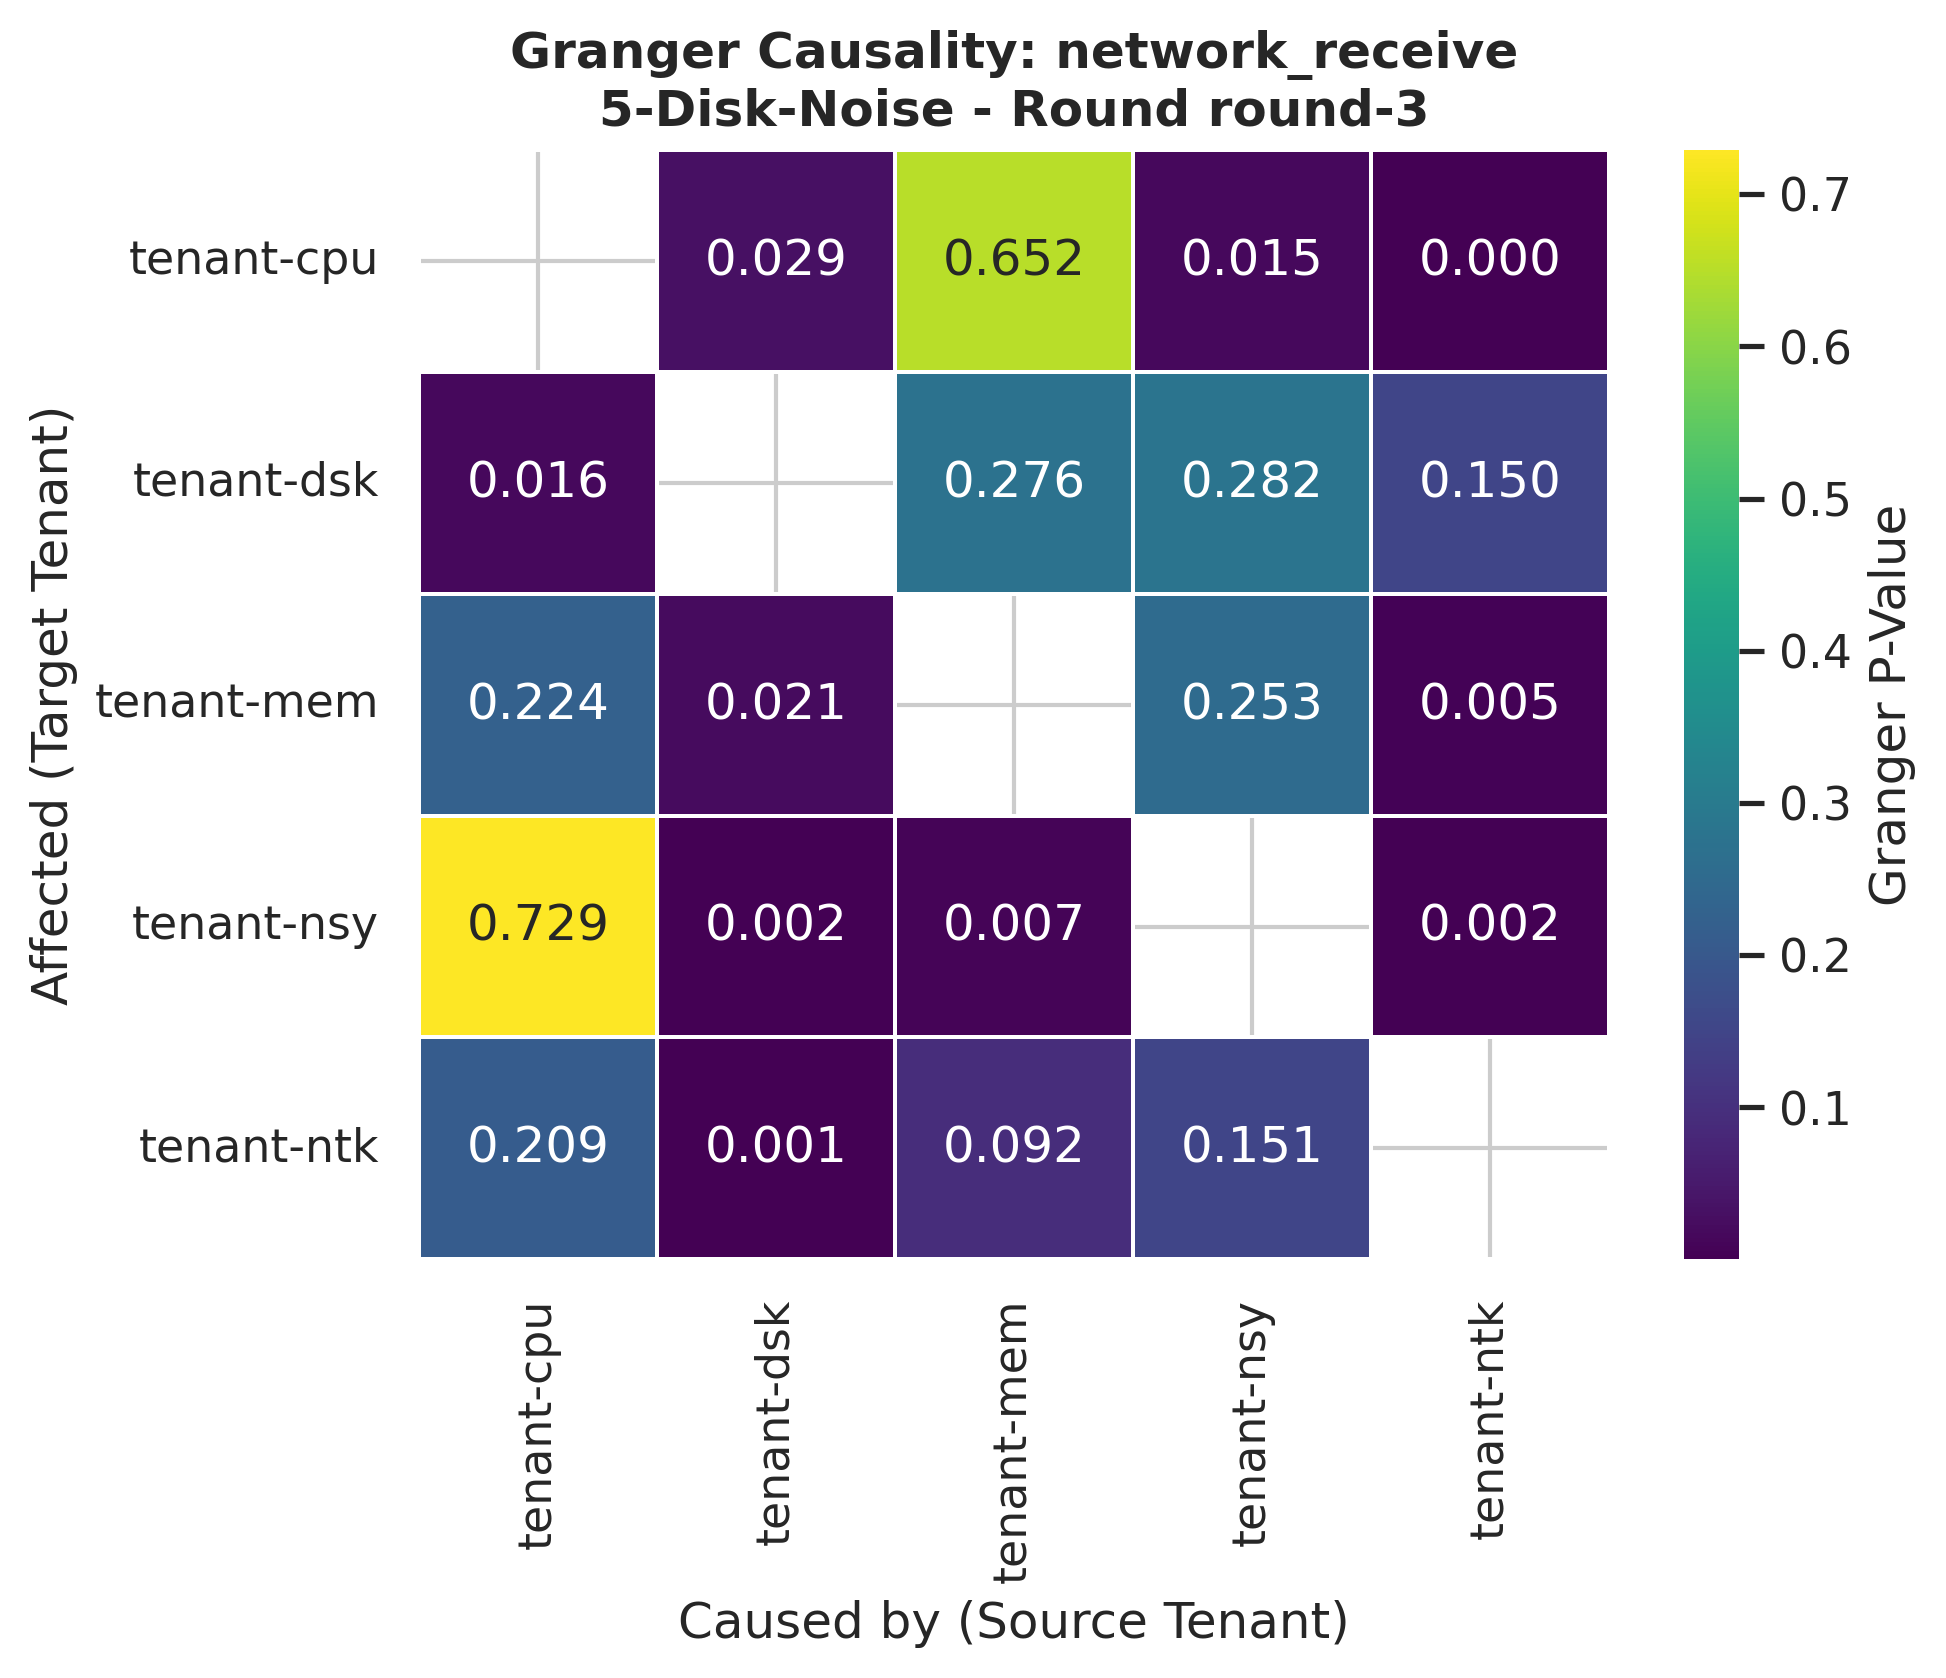 Granger Causality: network_receive
5-Disk-Noise - Round round-3
Affected (Target Tenant)
tenant-cpu 0.029 0.652 0.015 0.000
tenant-dsk 0.016 0.276 0.282 0.150
tenant-mem 0.224 0.021 0.253 0.005
tenant-nsy 0.729 0.002 0.007 0.002
tenant-ntk 0.209 0.001 0.092 0.151
tenant-cpu tenant-dsk tenant-mem tenant-nsy tenant-ntk
Caused by (Source Tenant)
0.7
0.6
0.5
0.4
0.3
0.2
0.1
Granger P-Value